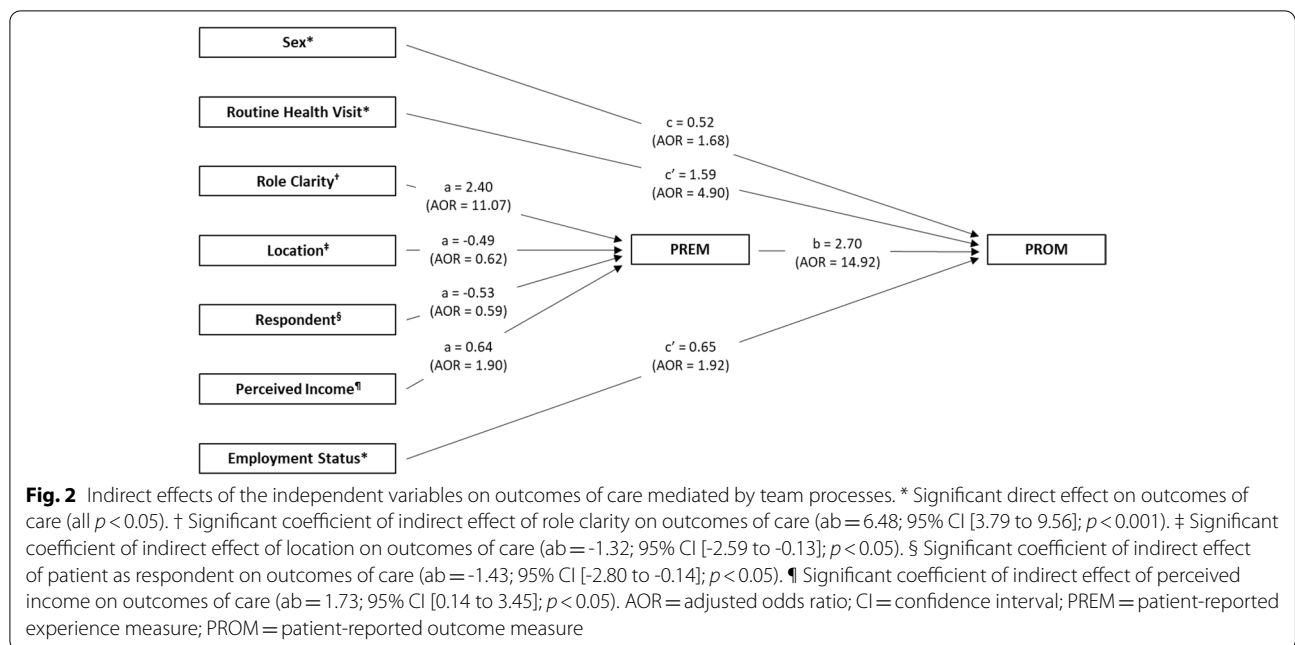 Sex*
c = 0.52
(AOR = 1.68)
Routine Health Visit*
c' = 1.59
(AOR = 4.90)
Role Clarity†
a = 2.40
(AOR = 11.07)
Location‡
a = -0.49
(AOR = 0.62)
PREM
b = 2.70
(AOR = 14.92)
PROM
Respondent§
a = -0.53
(AOR = 0.59)
Perceived Income¶
a = 0.64
(AOR = 1.90)
c' = 0.65
(AOR = 1.92)
Employment Status*
Fig. 2 Indirect effects of the independent variables on outcomes of care mediated by team processes. * Significant direct effect on outcomes of
care (all p < 0.05). † Significant coefficient of indirect effect of role clarity on outcomes of care (ab = 6.48; 95% CI [3.79 to 9.56]; p < 0.001). ‡ Significant
coefficient of indirect effect of location on outcomes of care (ab = -1.32; 95% CI [-2.59 to -0.13]; p < 0.05). § Significant coefficient of indirect effect
of patient as respondent on outcomes of care (ab = -1.43; 95% CI [-2.80 to -0.14]; p < 0.05). ¶ Significant coefficient of indirect effect of perceived
income on outcomes of care (ab = 1.73; 95% CI [0.14 to 3.45]; p < 0.05). AOR = adjusted odds ratio; CI = confidence interval; PREM = patient-reported
experience measure; PROM = patient-reported outcome measure